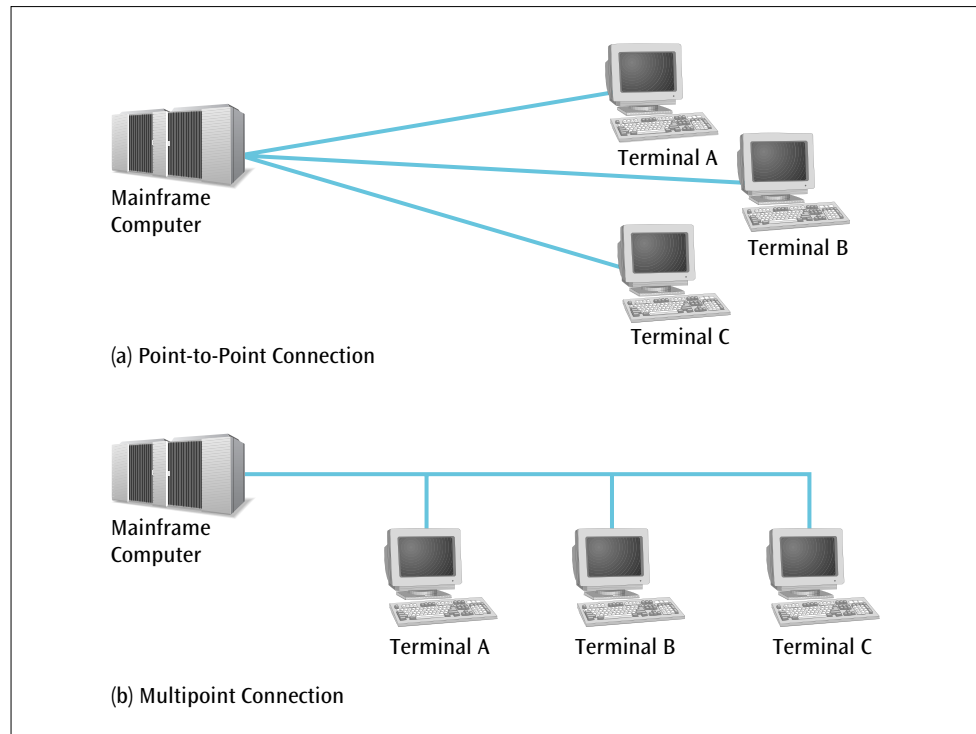 Terminal A
Mainframe
Computer
Terminal B
Terminal C
(a) Point-to-Point Connection
Mainframe
Computer
Terminal A
Terminal B
Terminal C
(b) Multipoint Connection